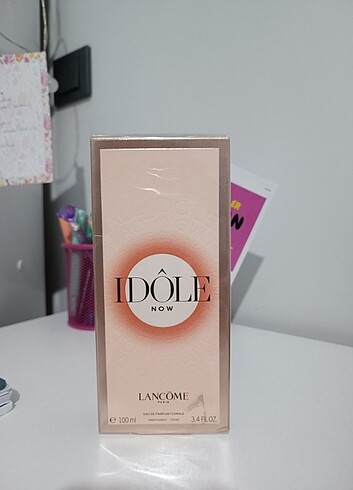 IDÔLE
NOW
LANCÔME
PARIS
EAU DE PARFUM FLORALE
e 100 ml 3.4 FL.OZ.